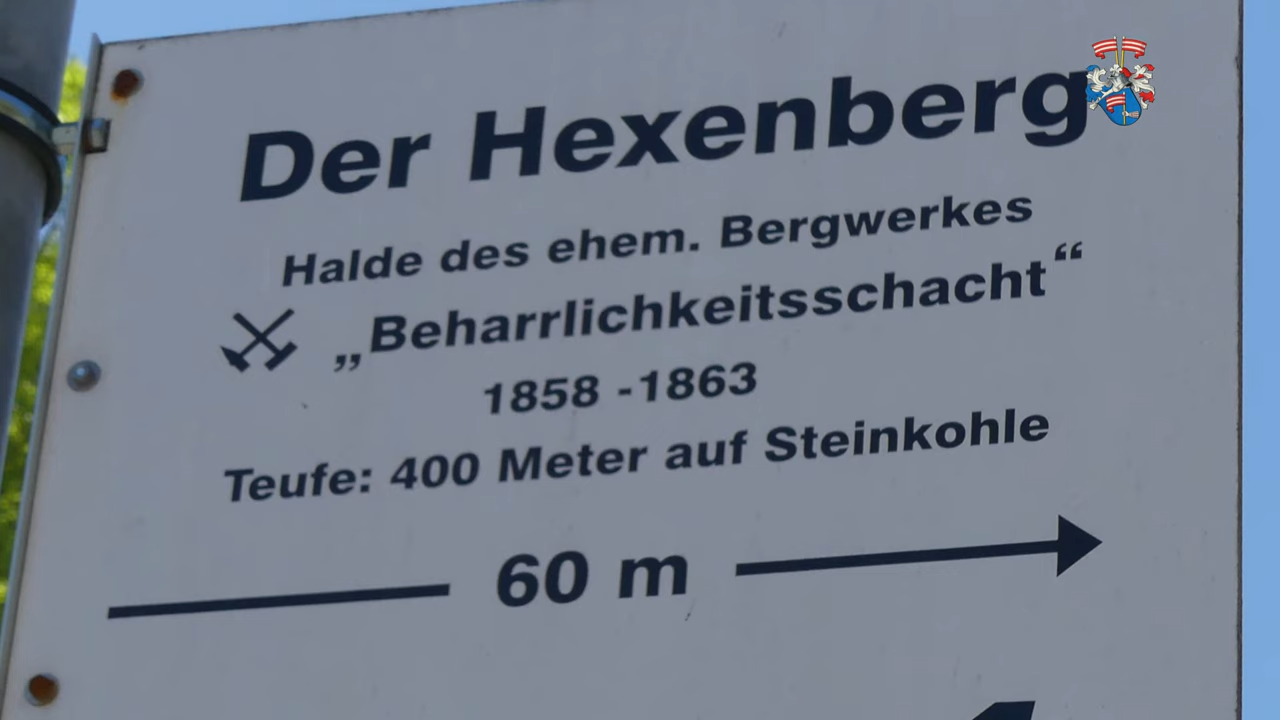 Der Hexenberg
Halde des ehem. Bergwerkes
„Beharrlichkeitsschacht“
1858 -1863
Teufe: 400 Meter auf Steinkohle
60 m